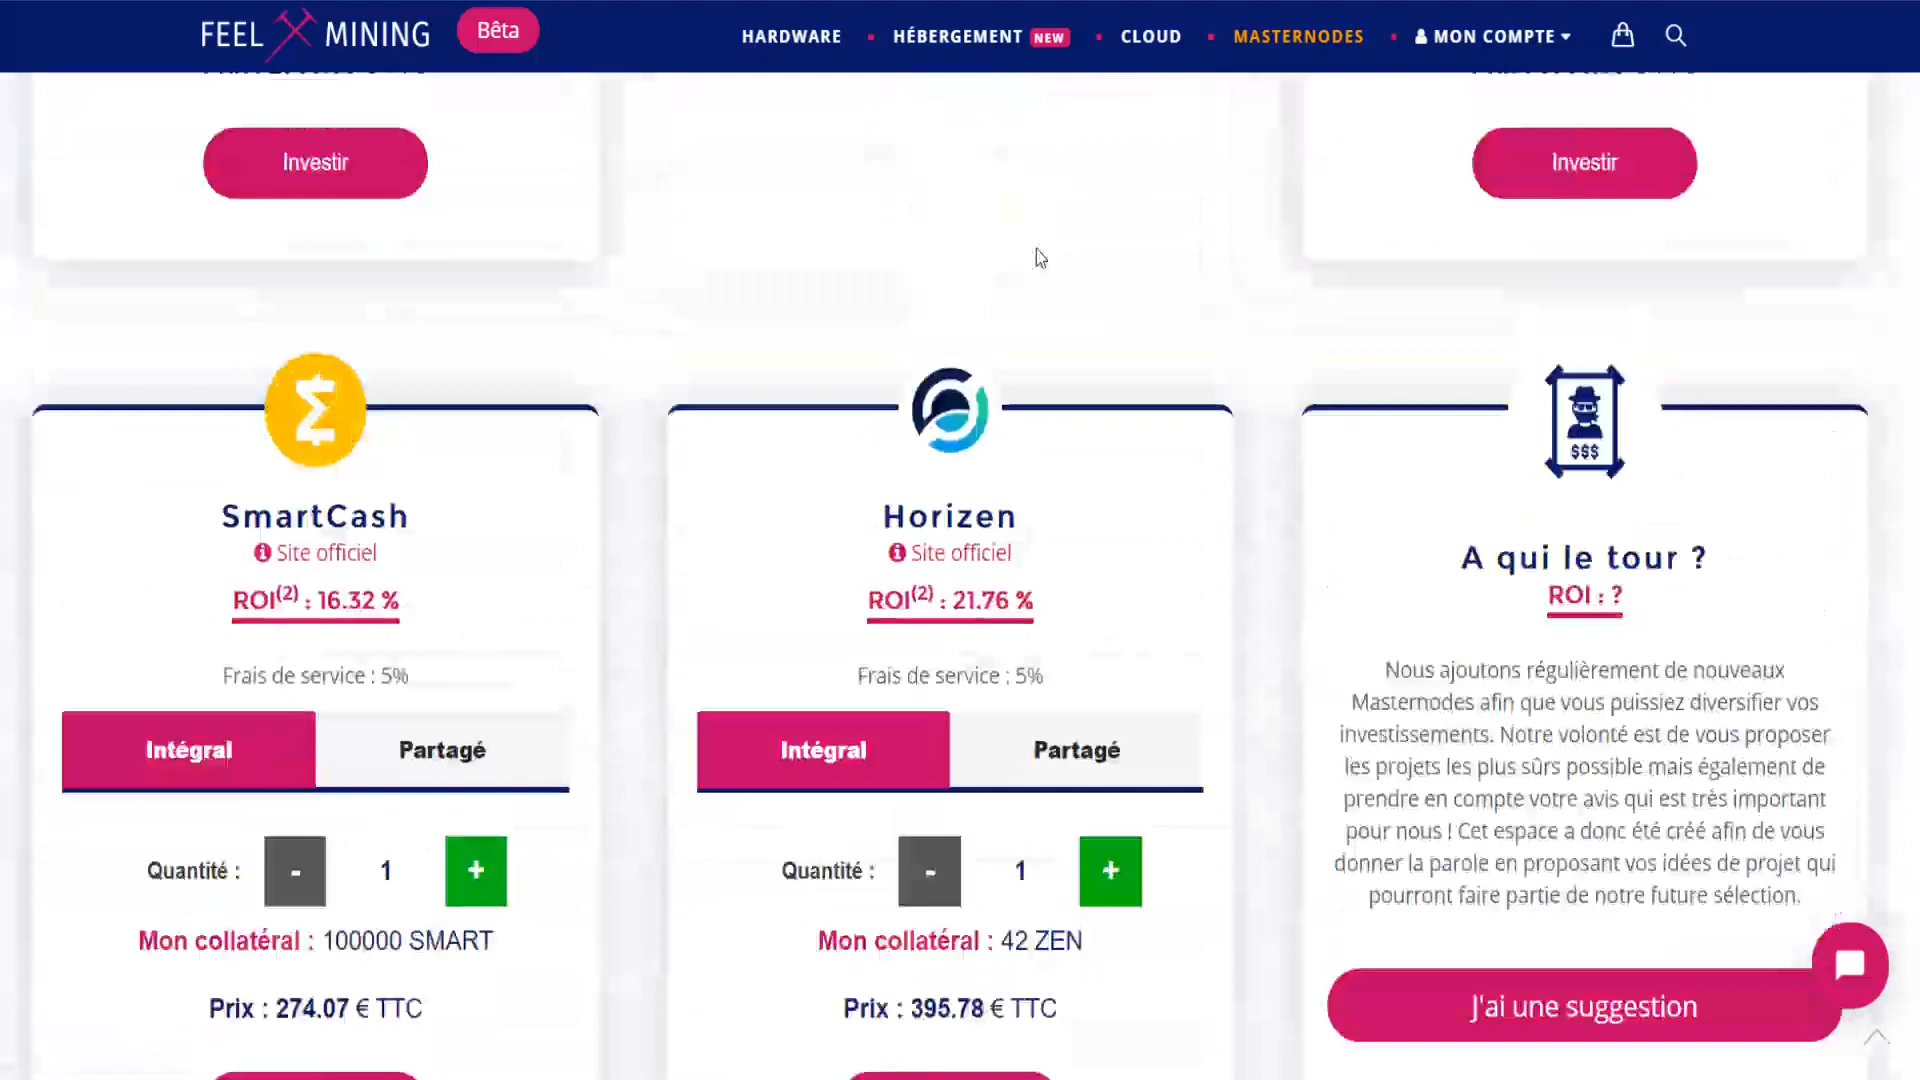 FEEL MINING Bêta
HARDWARE HÉBERGEMENT NEW CLOUD MASTERNODES MON COMPTE
Investir
Investir
$$$
SmartCash
Site officiel
ROI(2) : 16.32 %
Frais de service : 5%
Intégral Partagé
Quantité : - 1 +
Mon collatéral : 100000 SMART
Prix : 274.07 € TTC
Horizen
Site officiel
ROI(2) : 21.76 %
Frais de service : 5%
Intégral Partagé
Quantité : - 1 +
Mon collatéral : 42 ZEN
Prix : 395.78 € TTC
A qui le tour ?
ROI : ?
Nous ajoutons régulièrement de nouveaux
Masternodes afin que vous puissiez diversifier vos
investissements. Notre volonté est de vous proposer
les projets les plus sûrs possible mais également de
prendre en compte votre avis qui est très important
pour nous ! Cet espace a donc été créé afin de vous
donner la parole en proposant vos idées de projet qui
pourront faire partie de notre future sélection.
J'ai une suggestion